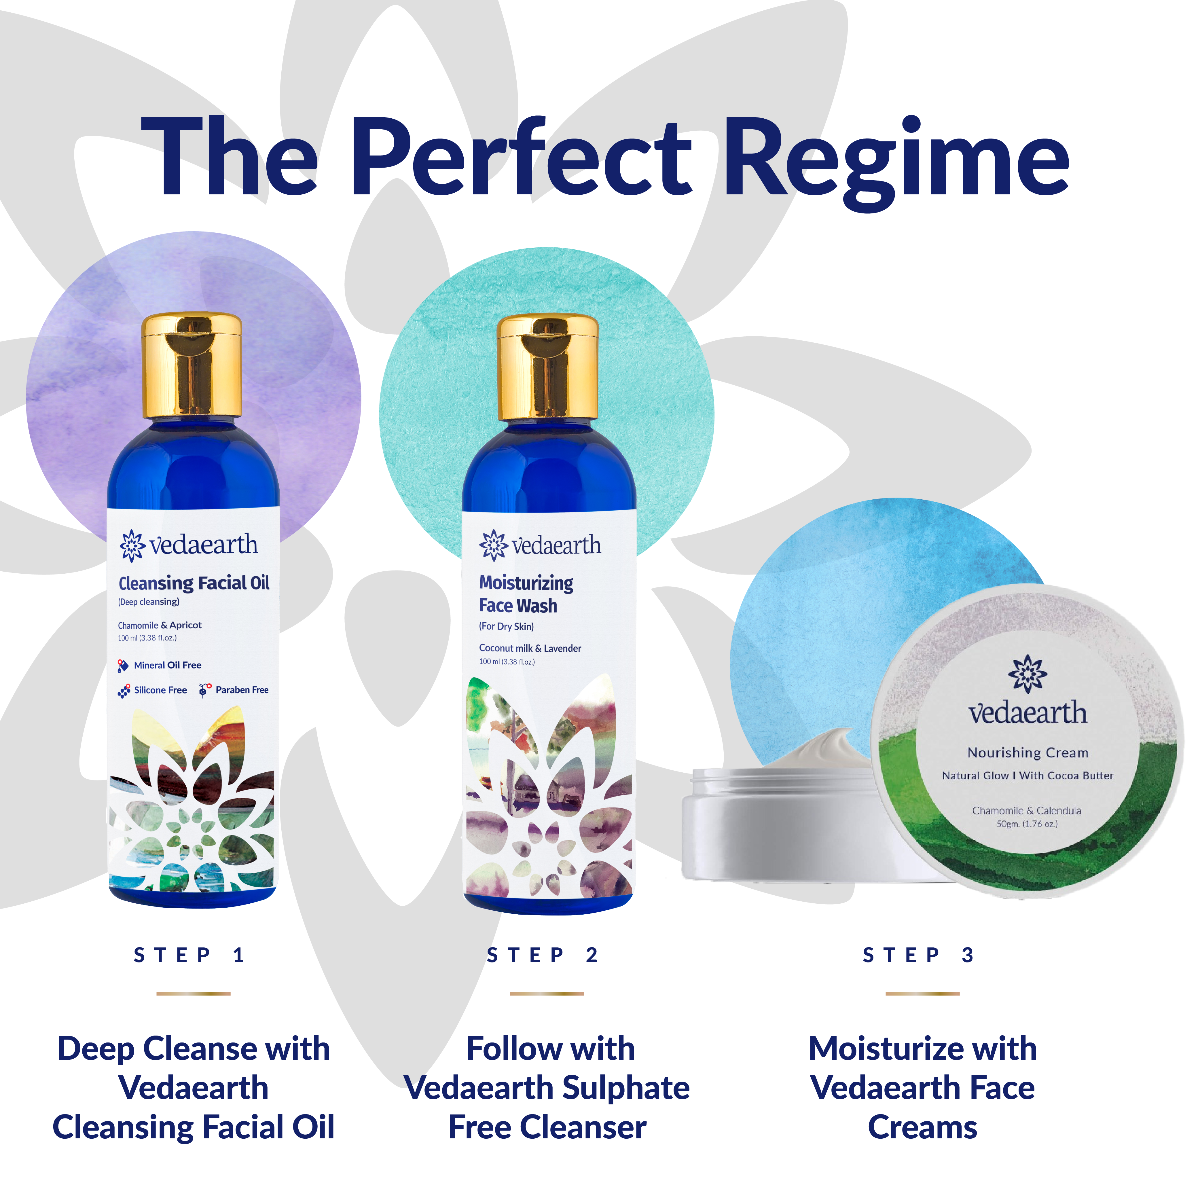 The Perfect Regime
vedaearth
Cleansing Facial Oil
(Deep cleansing)
Chamomile & Apricot
100 ml (3.38 fl.oz.)
Mineral Oil Free
Silicone Free
Paraben Free
vedaearth
Moisturizing
Face Wash
(For Dry Skin)
Coconut milk & Lavender
100 ml (3.38 fl.oz.)
vedaearth
Nourishing Cream
Natural Glow I With Cocoa Butter
Chamomile & Calendula
50gm. (1.76 oz.)
STEP 1
Deep Cleanse with
Vedaearth
Cleansing Facial Oil
STEP 2
Follow with
Vedaearth Sulphate
Free Cleanser
STEP 3
Moisturize with
Vedaearth Face
Creams